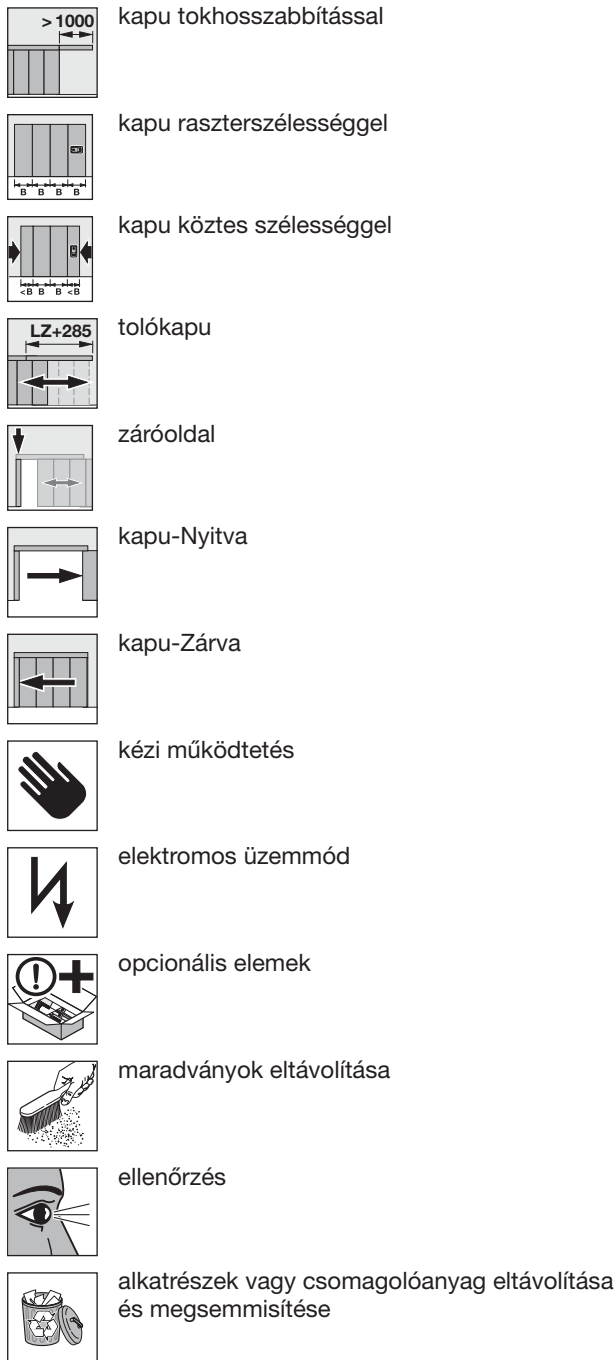 > 1000
kapu tokhosszabbítással
kapu raszterszélességgel
B B B B
kapu köztes szélességgel
<B B B <B
LZ+285
tolókapu
záróoldal
kapu-Nyitva
kapu-Zárva
kézi működtetés
elektromos üzemmód
opcionális elemek
maradványok eltávolítása
ellenőrzés
alkatrészek vagy csomagolóanyag eltávolítása
és megsemmisítése